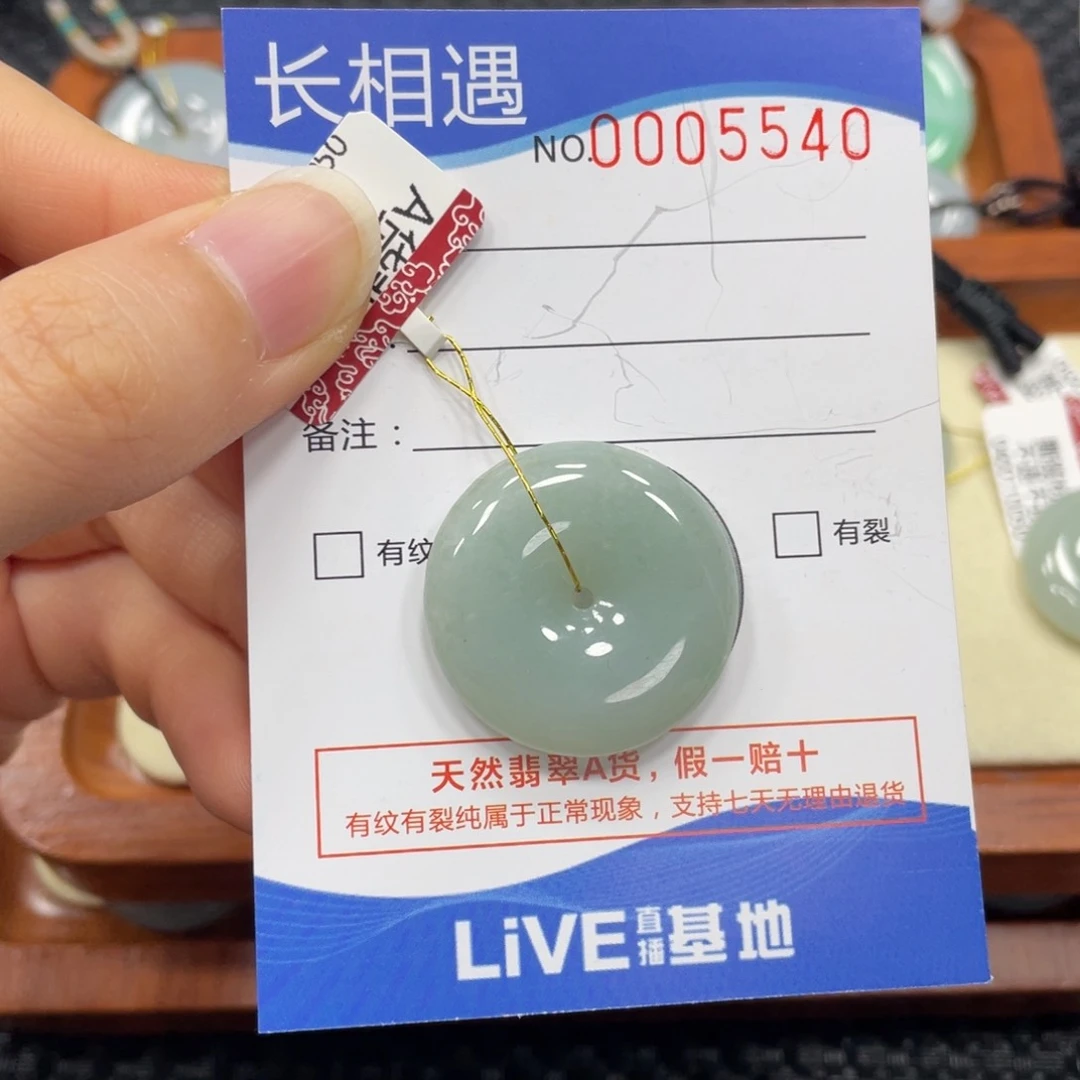 长相遇
NO.0005540
备注：
有纹
有裂
天然翡翠A货，假一赔十
有纹有裂纯属于正常现象，支持七天无理由退货
LiVE直播基地